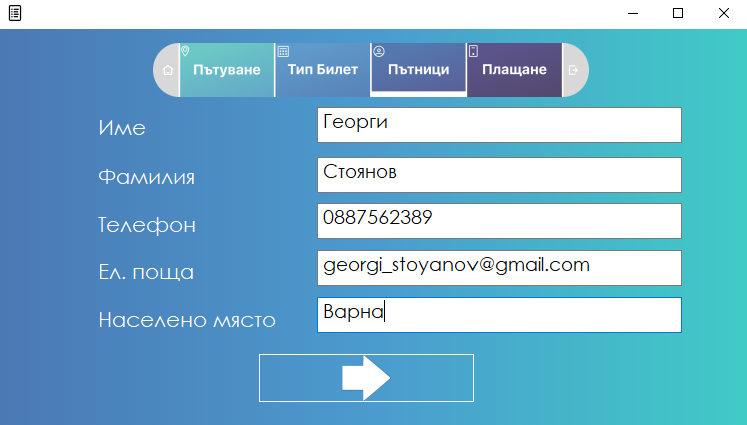 Пътуване Тип Билет Пътници Плащане
Име Георги
Фамилия Стоянов
Телефон 0887562389
Ел. поща georgi_stoyanov@gmail.com
Населено място Варна